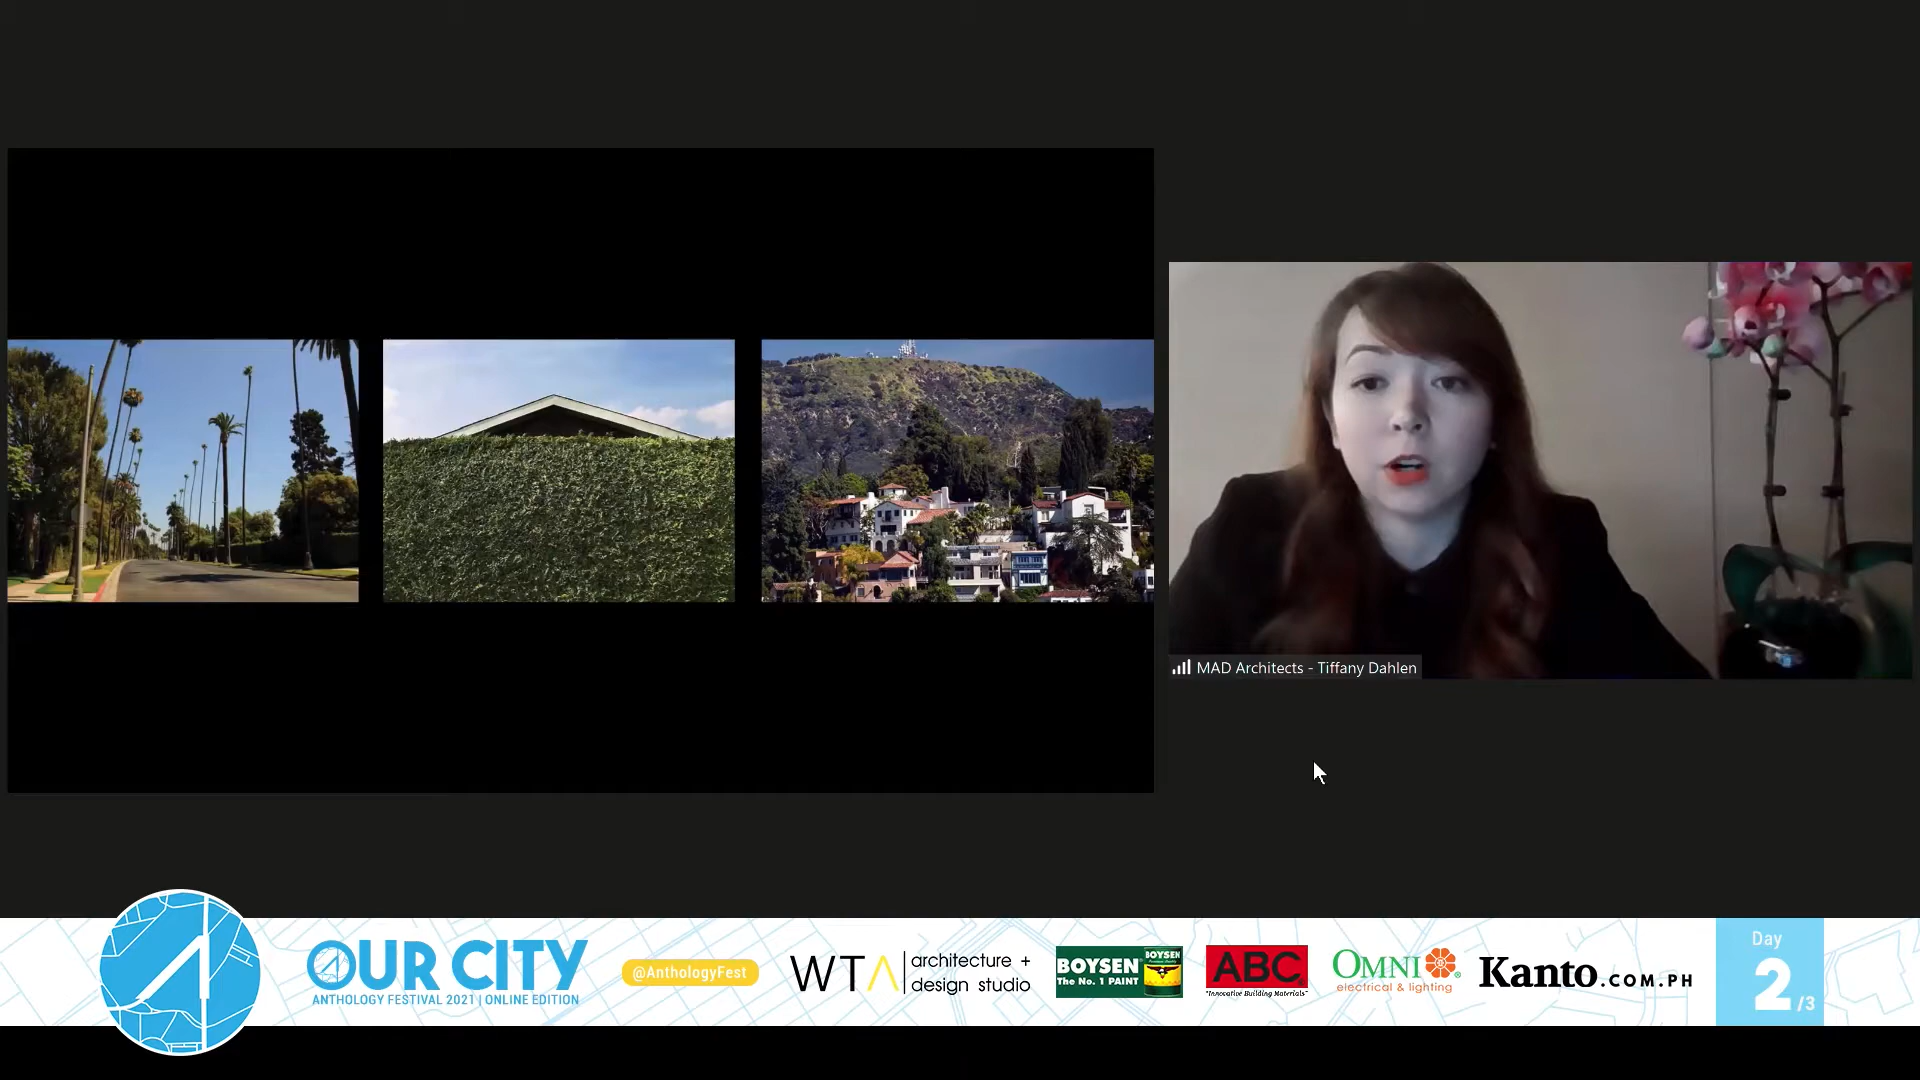 MAD Architects - Tiffany Dahlen
OUR CITY
ANTHOLOGY FESTIVAL 2021 | ONLINE EDITION
@AnthologyFest
WTA
architecture +
design studio
BOYSEN
The No. 1 PAINT
BOYSEN
ABC
"Innovative Building Materials"
OMNI
electrical & lighting
Kanto.COM.PH
Day
2/3